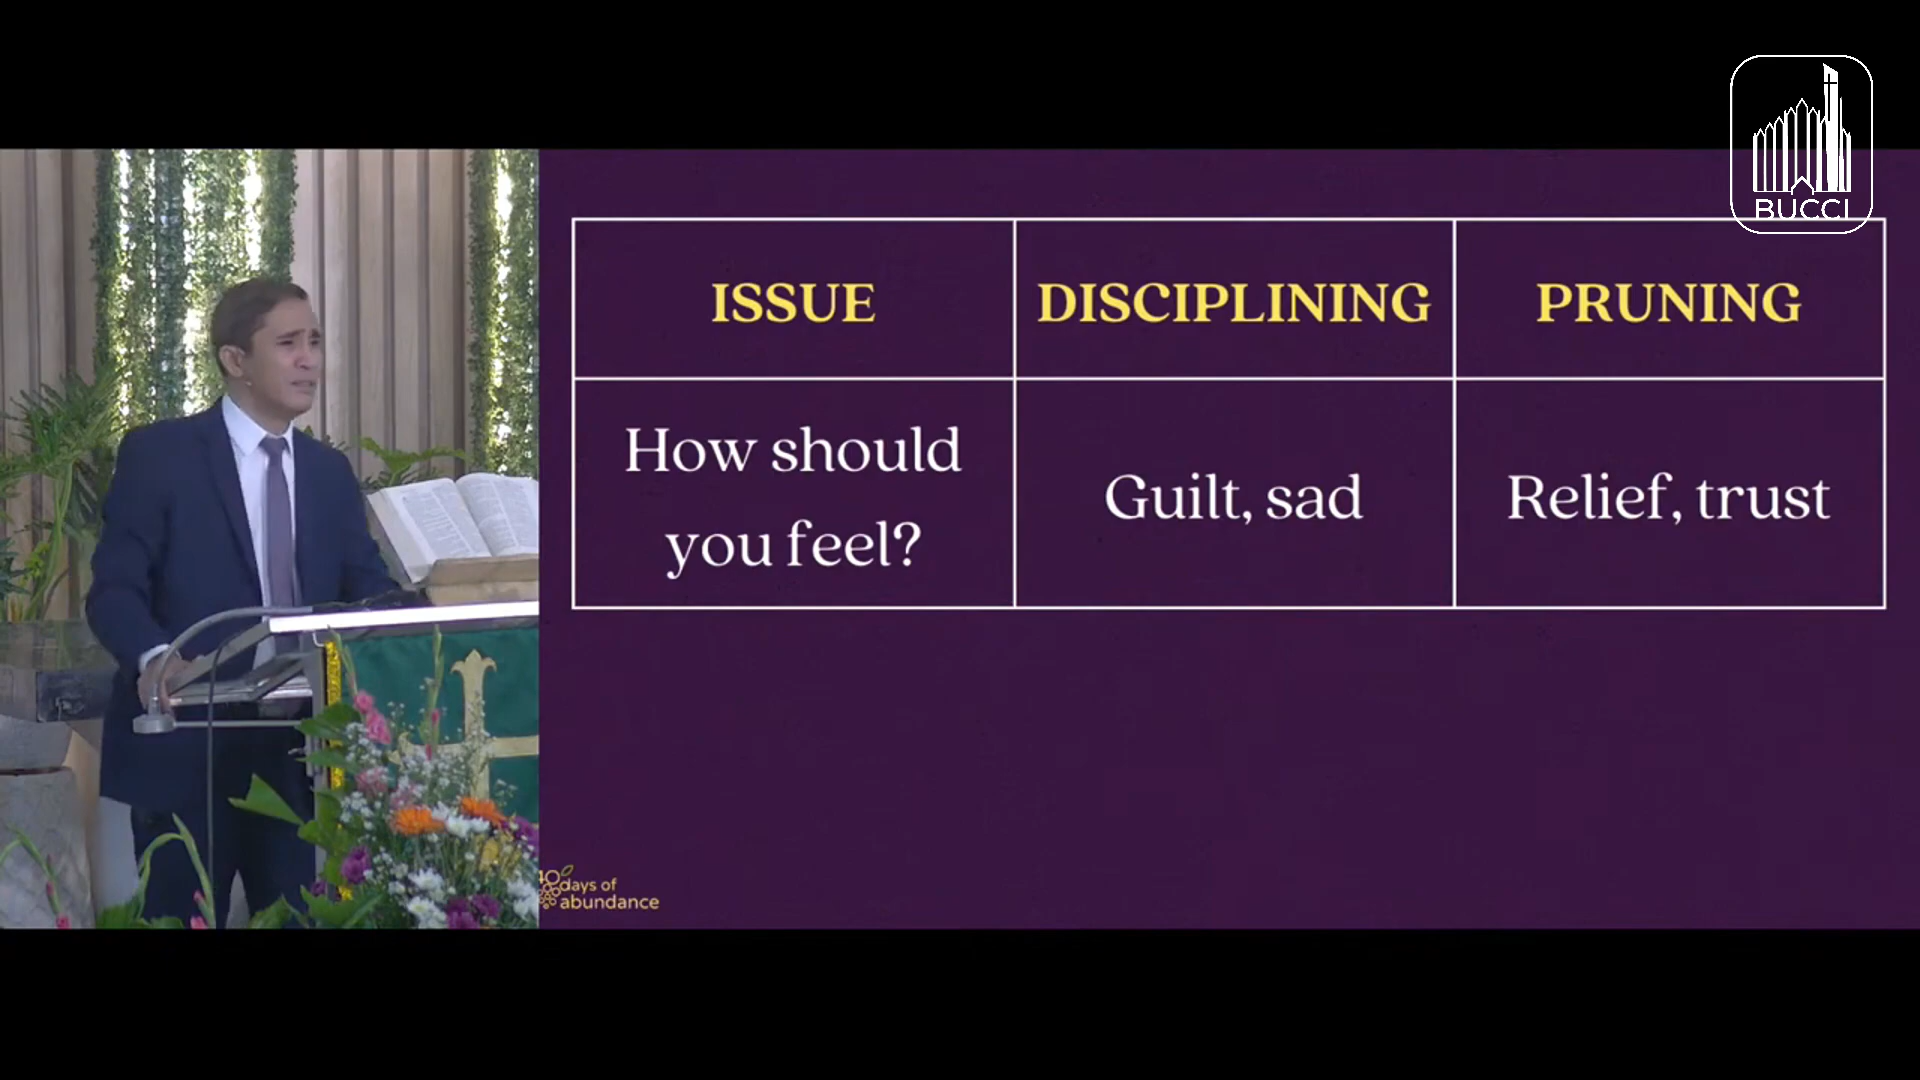 BUCCI
ISSUE
DISCIPLINING
PRUNING
How should
you feel?
Guilt, sad
Relief, trust
40
days of
abundance